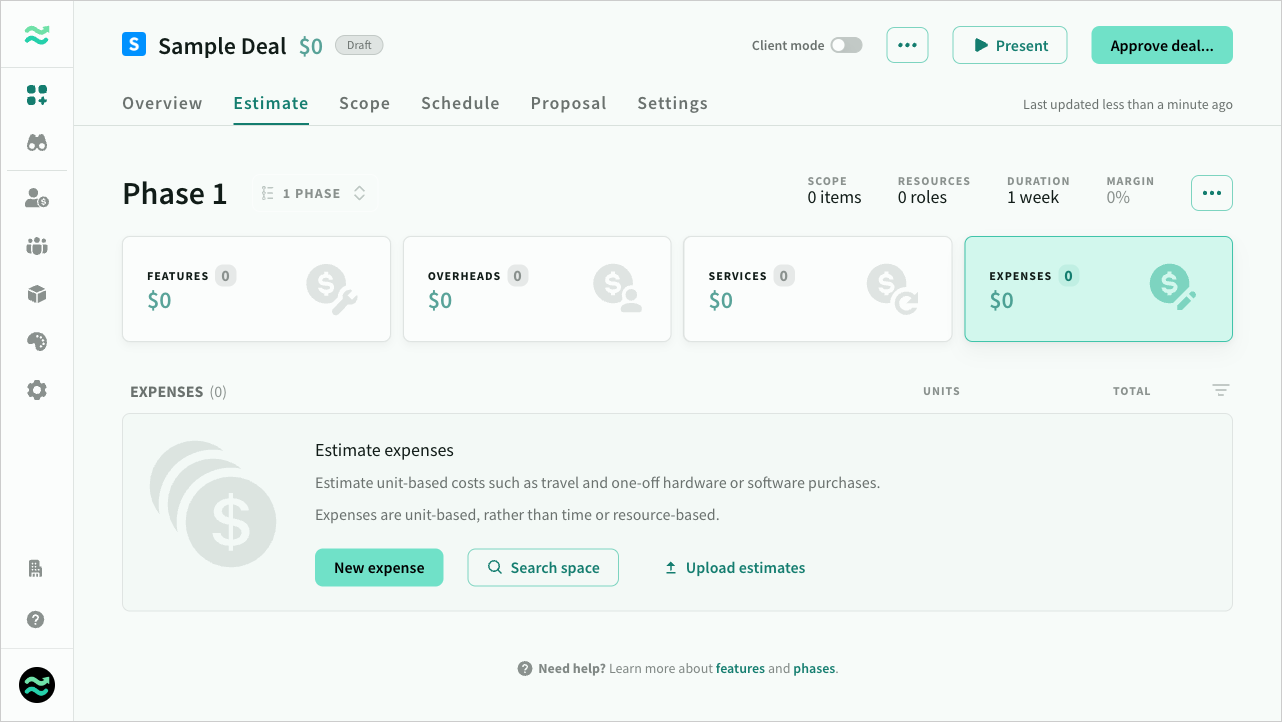 S Sample Deal $0 Draft
Client mode ••• Present Approve deal...
Overview Estimate Scope Schedule Proposal Settings
Last updated less than a minute ago
Phase 1 1 PHASE
SCOPE RESOURCES DURATION MARGIN
0 items 0 roles 1 week 0%
FEATURES 0
$0
OVERHEADS 0
$0
SERVICES 0
$0
EXPENSES 0
$0
EXPENSES (0) UNITS TOTAL
Estimate expenses
Estimate unit-based costs such as travel and one-off hardware or software purchases.
Expenses are unit-based, rather than time or resource-based.
New expense Search space Upload estimates
Need help? Learn more about features and phases.